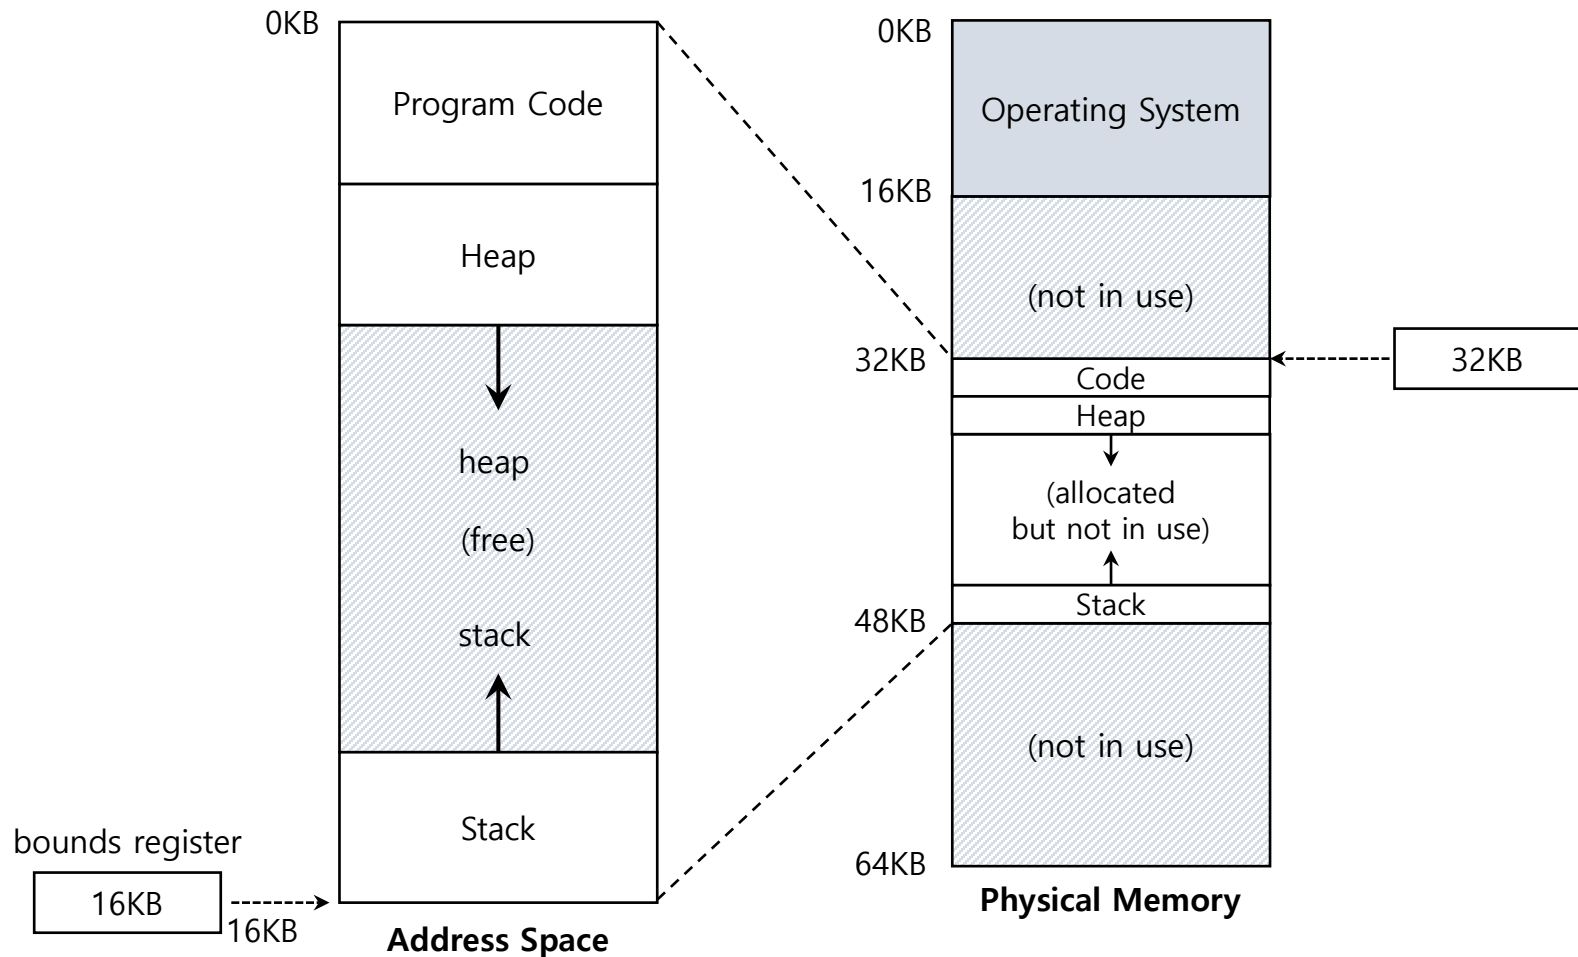 0KB
Program Code
Heap
heap
(free)
stack
Stack
bounds register
16KB
16KB
Address Space
0KB
Operating System
16KB
(not in use)
32KB
32KB
Code
Heap
(allocated
but not in use)
Stack
48KB
(not in use)
64KB
Physical Memory